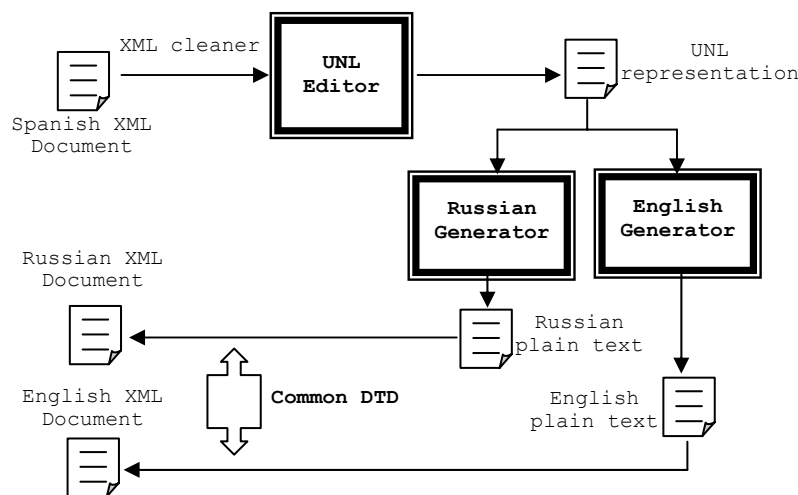 XML cleaner
UNL
Editor
UNL
representation
Spanish XML
Document
Russian
Generator
English
Generator
Russian XML
Document
Russian
plain text
English XML
Document
Common DTD
English
plain text